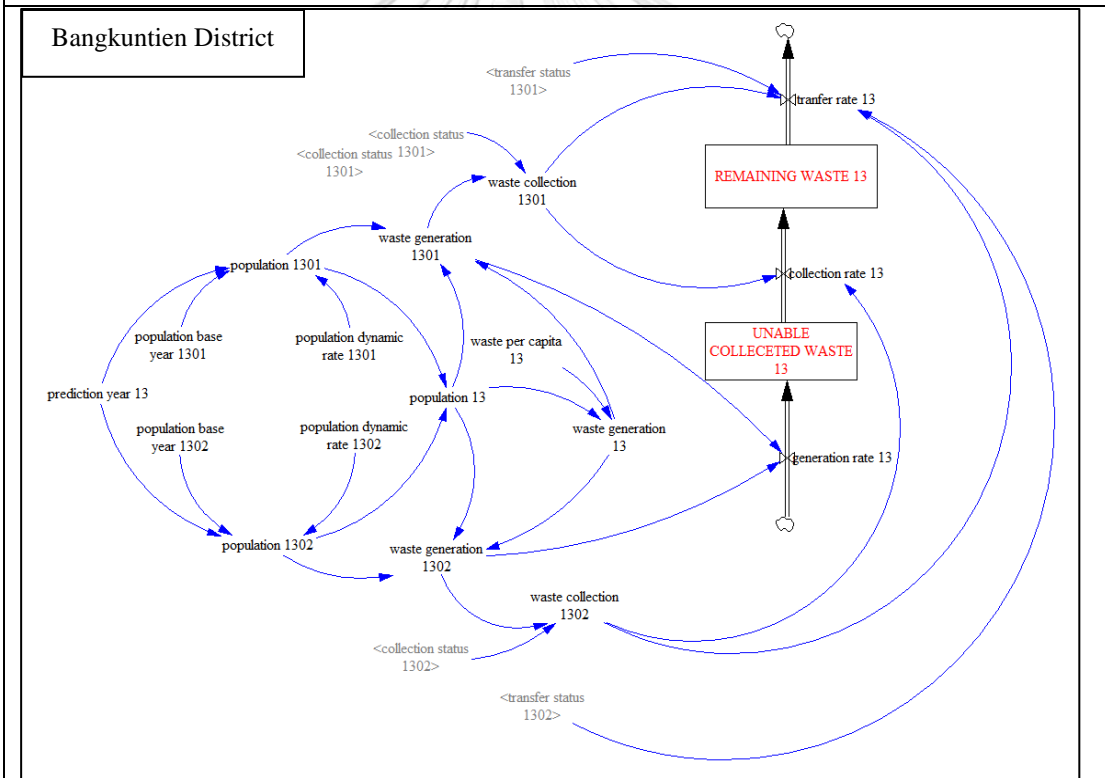 Bangkuntien District
<transfer status
1301>
tranfer rate 13
<collection status
1301>
<collection status
1301>
REMAINING WASTE 13
waste collection
1301
waste generation
1301
population 1301
collection rate 13
population base
year 1301
population dynamic
rate 1301
waste per capita
13
UNABLE
COLLECETED WASTE
13
prediction year 13
population 13
population base
year 1302
population dynamic
rate 1302
waste generation
13
generation rate 13
population 1302
waste generation
1302
waste collection
1302
<collection status
1302>
<transfer status
1302>